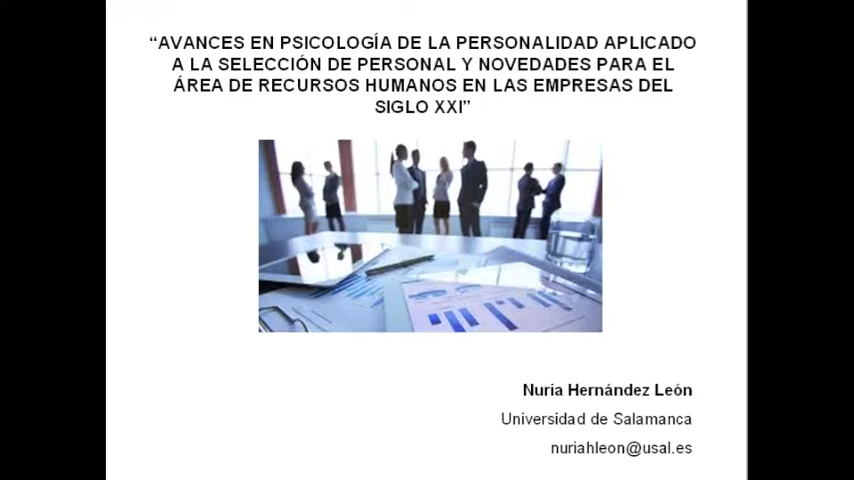 “AVANCES EN PSICOLOGÍA DE LA PERSONALIDAD APLICADO
A LA SELECCIÓN DE PERSONAL Y NOVEDADES PARA EL
ÁREA DE RECURSOS HUMANOS EN LAS EMPRESAS DEL
SIGLO XXI”
Nuria Hernández León
Universidad de Salamanca
nuriahleon@usal.es